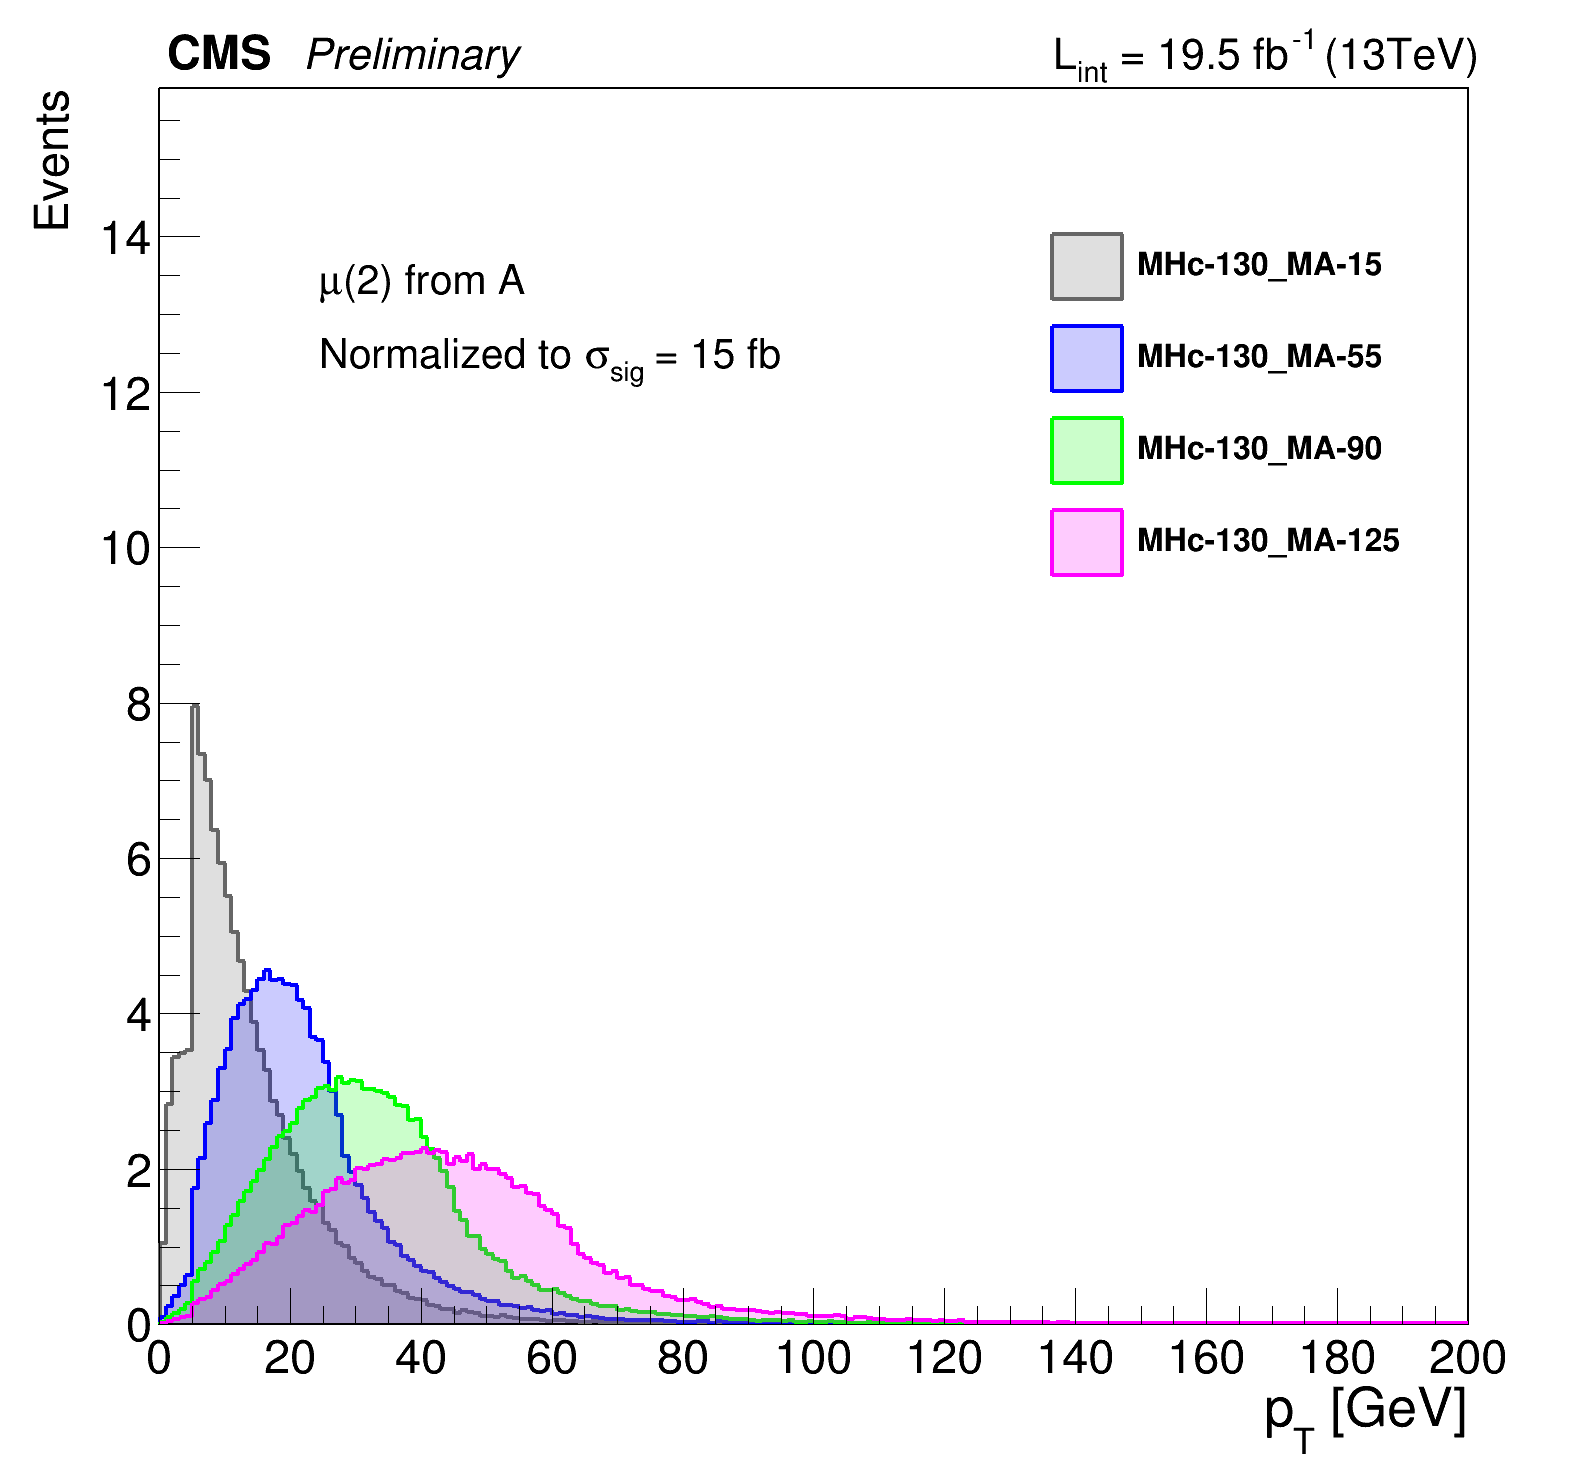 CMS Preliminary
L_int = 19.5 fb^-1 (13TeV)
Events
14
12
10
8
6
4
2
0
μ(2) from A
Normalized to σ_sig = 15 fb
MHc-130_MA-15
MHc-130_MA-55
MHc-130_MA-90
MHc-130_MA-125
0 20 40 60 80 100 120 140 160 180 200
p_T [GeV]